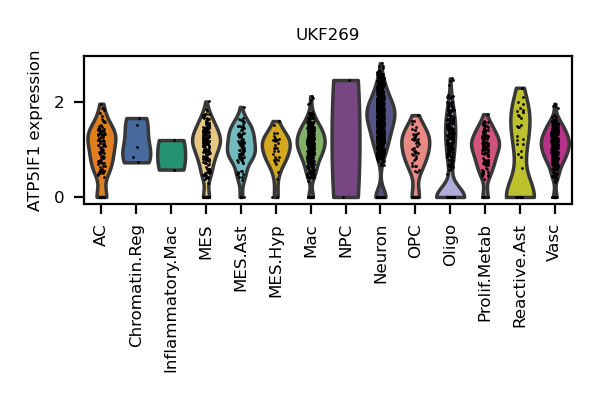 UKF269
ATP5IF1 expression
2
0
AC
Chromatin.Reg
Inflammatory.Mac
MES
MES.Ast
MES.Hyp
Mac
NPC
Neuron
OPC
Oligo
Prolif.Metab
Reactive.Ast
Vasc